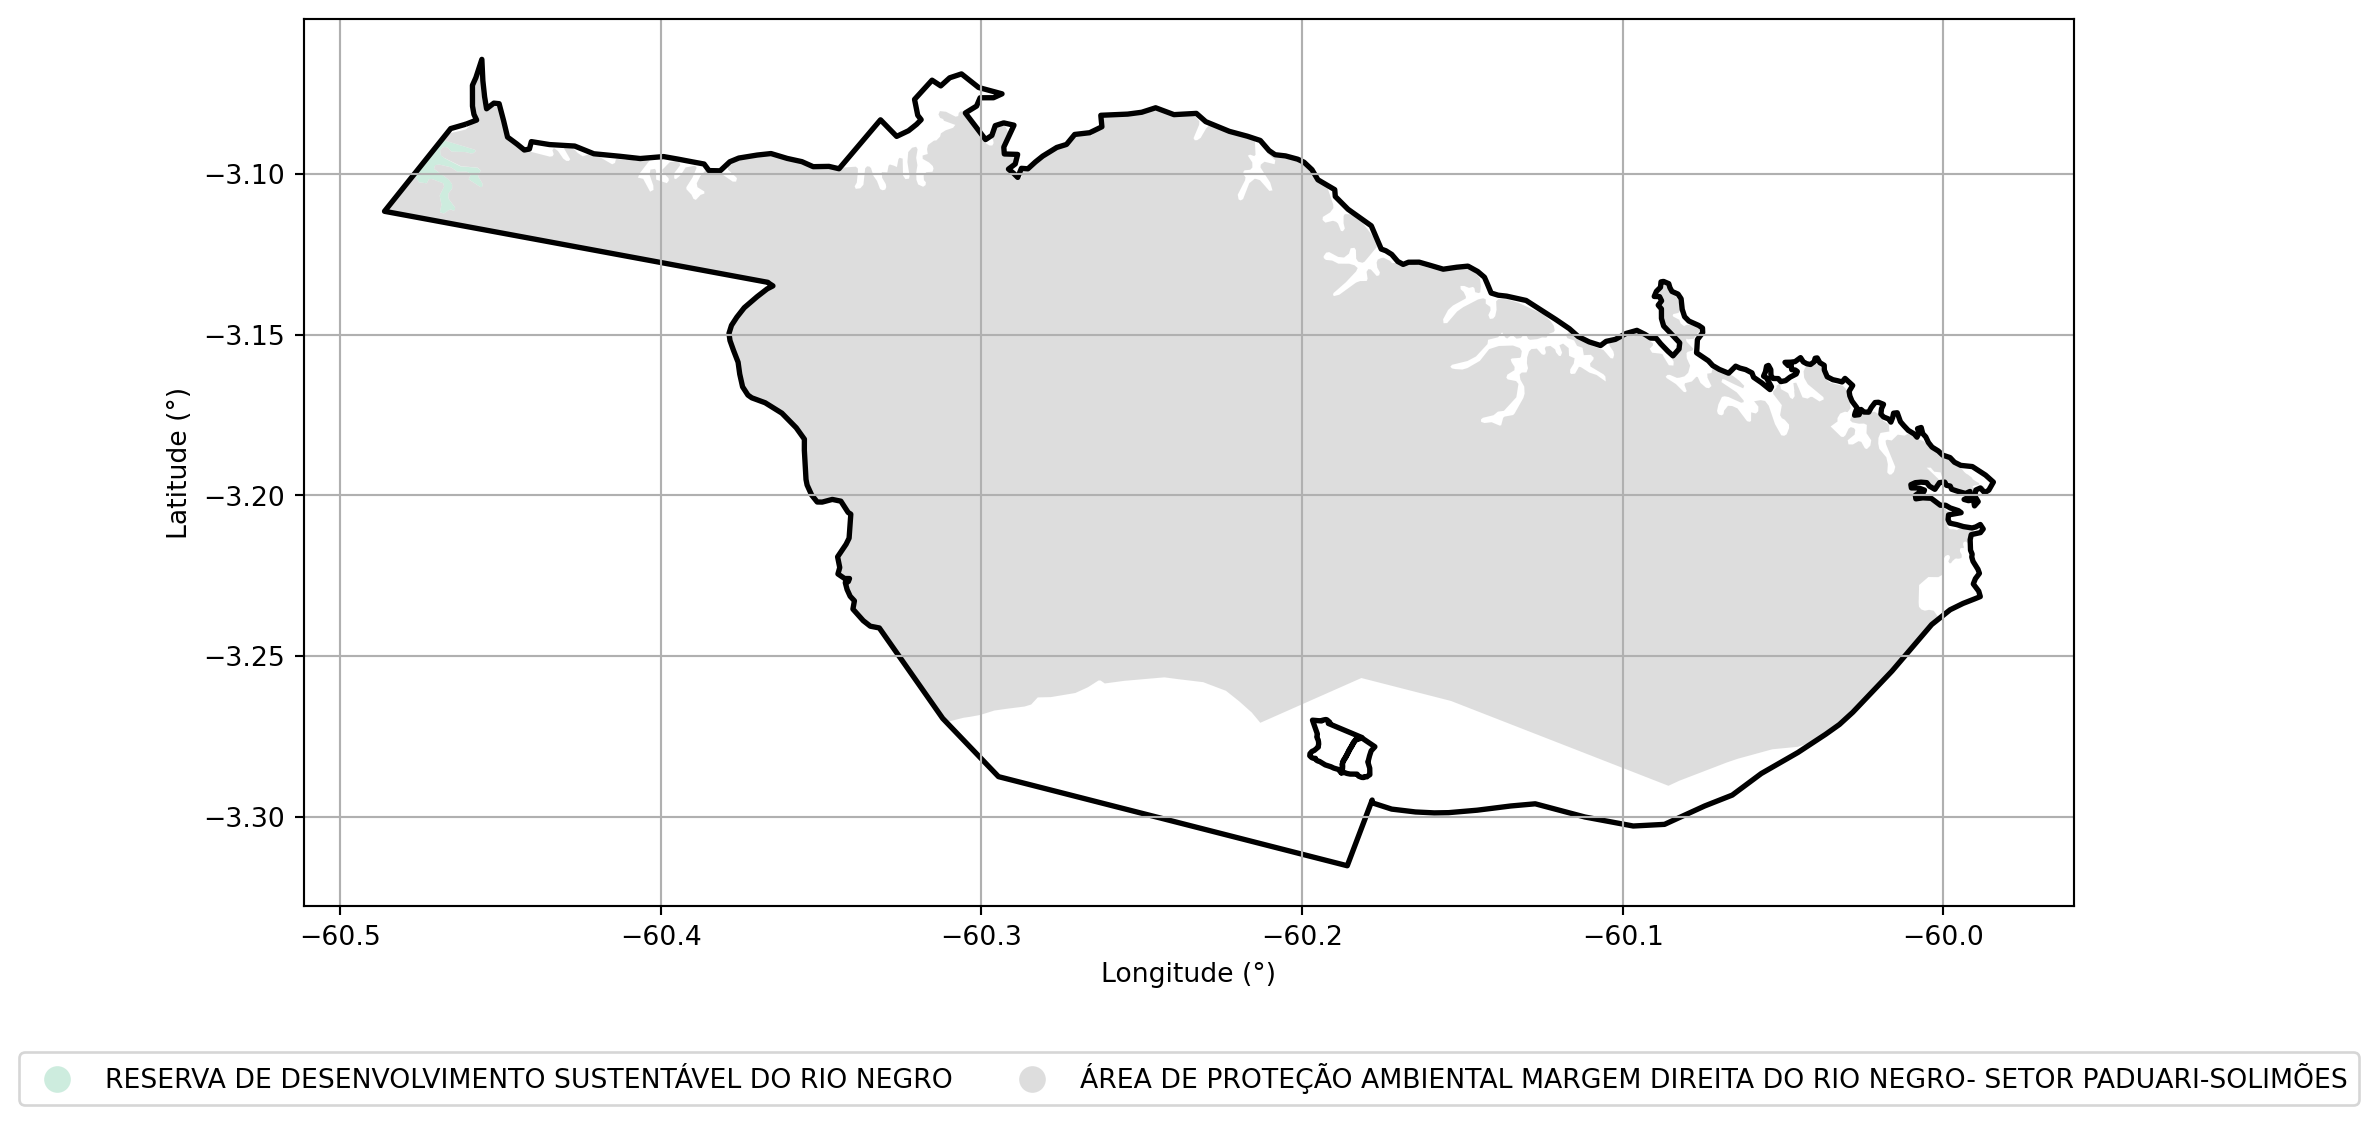 −3.10
−3.15
−3.20
−3.25
−3.30
Latitude (°)
−60.5 −60.4 −60.3 −60.2 −60.1 −60.0
Longitude (°)
RESERVA DE DESENVOLVIMENTO SUSTENTÁVEL DO RIO NEGRO ÁREA DE PROTEÇÃO AMBIENTAL MARGEM DIREITA DO RIO NEGRO- SETOR PADUARI-SOLIMÕES